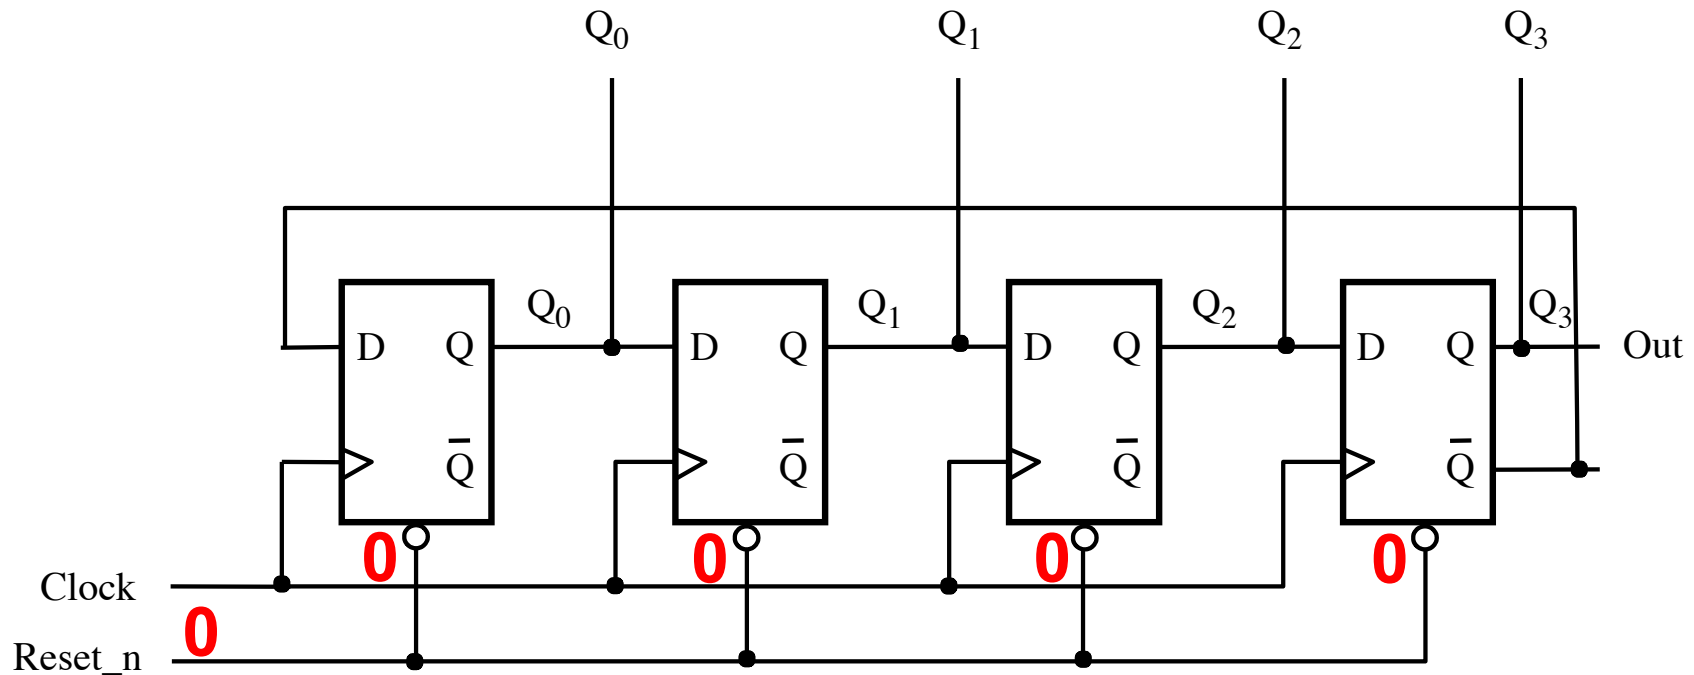 Q0 Q1 Q2 Q3
Q0 Q1 Q2 Q3
D Q D Q D Q D Q Out
Q̅ Q̅ Q̅ Q̅
0 0 0 0
Clock
0
Reset_n